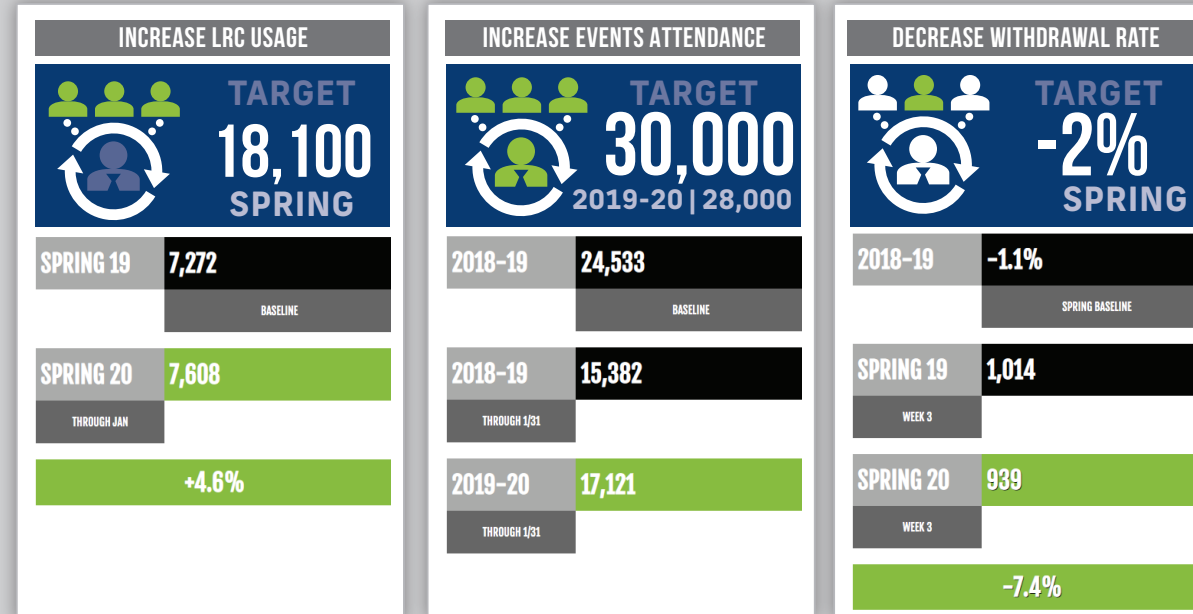 INCREASE LRC USAGE
TARGET
18,100
SPRING
SPRING 19
7,272
BASELINE
SPRING 20
7,608
THROUGH JAN
+4.6%
INCREASE EVENTS ATTENDANCE
TARGET
30,000
2019-20 | 28,000
2018-19
24,533
BASELINE
2018-19
15,382
THROUGH 1/31
2019-20
17,121
THROUGH 1/31
DECREASE WITHDRAWAL RATE
TARGET
-2%
SPRING
2018-19
-1.1%
SPRING BASELINE
SPRING 19
1,014
WEEK 3
SPRING 20
939
WEEK 3
-7.4%